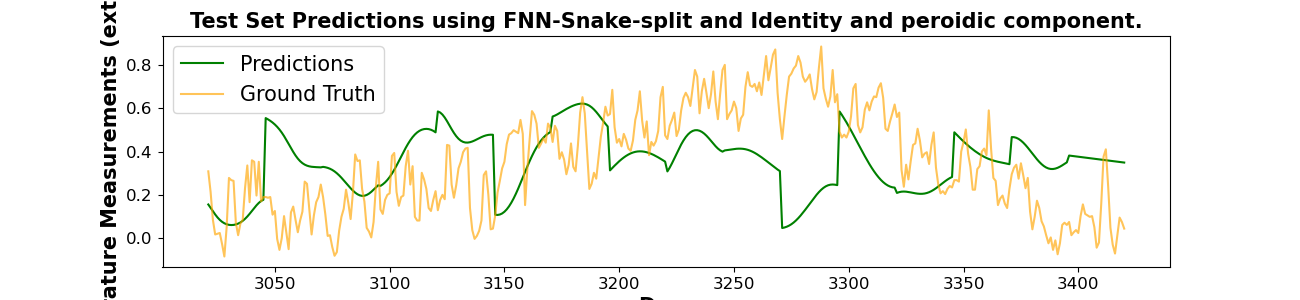 Test Set Predictions using FNN-Snake-split and Identity and peroidic component.
Predictions
Ground Truth
0.8
0.6
0.4
0.2
0.0
3050 3100 3150 3200 3250 3300 3350 3400
Measurements